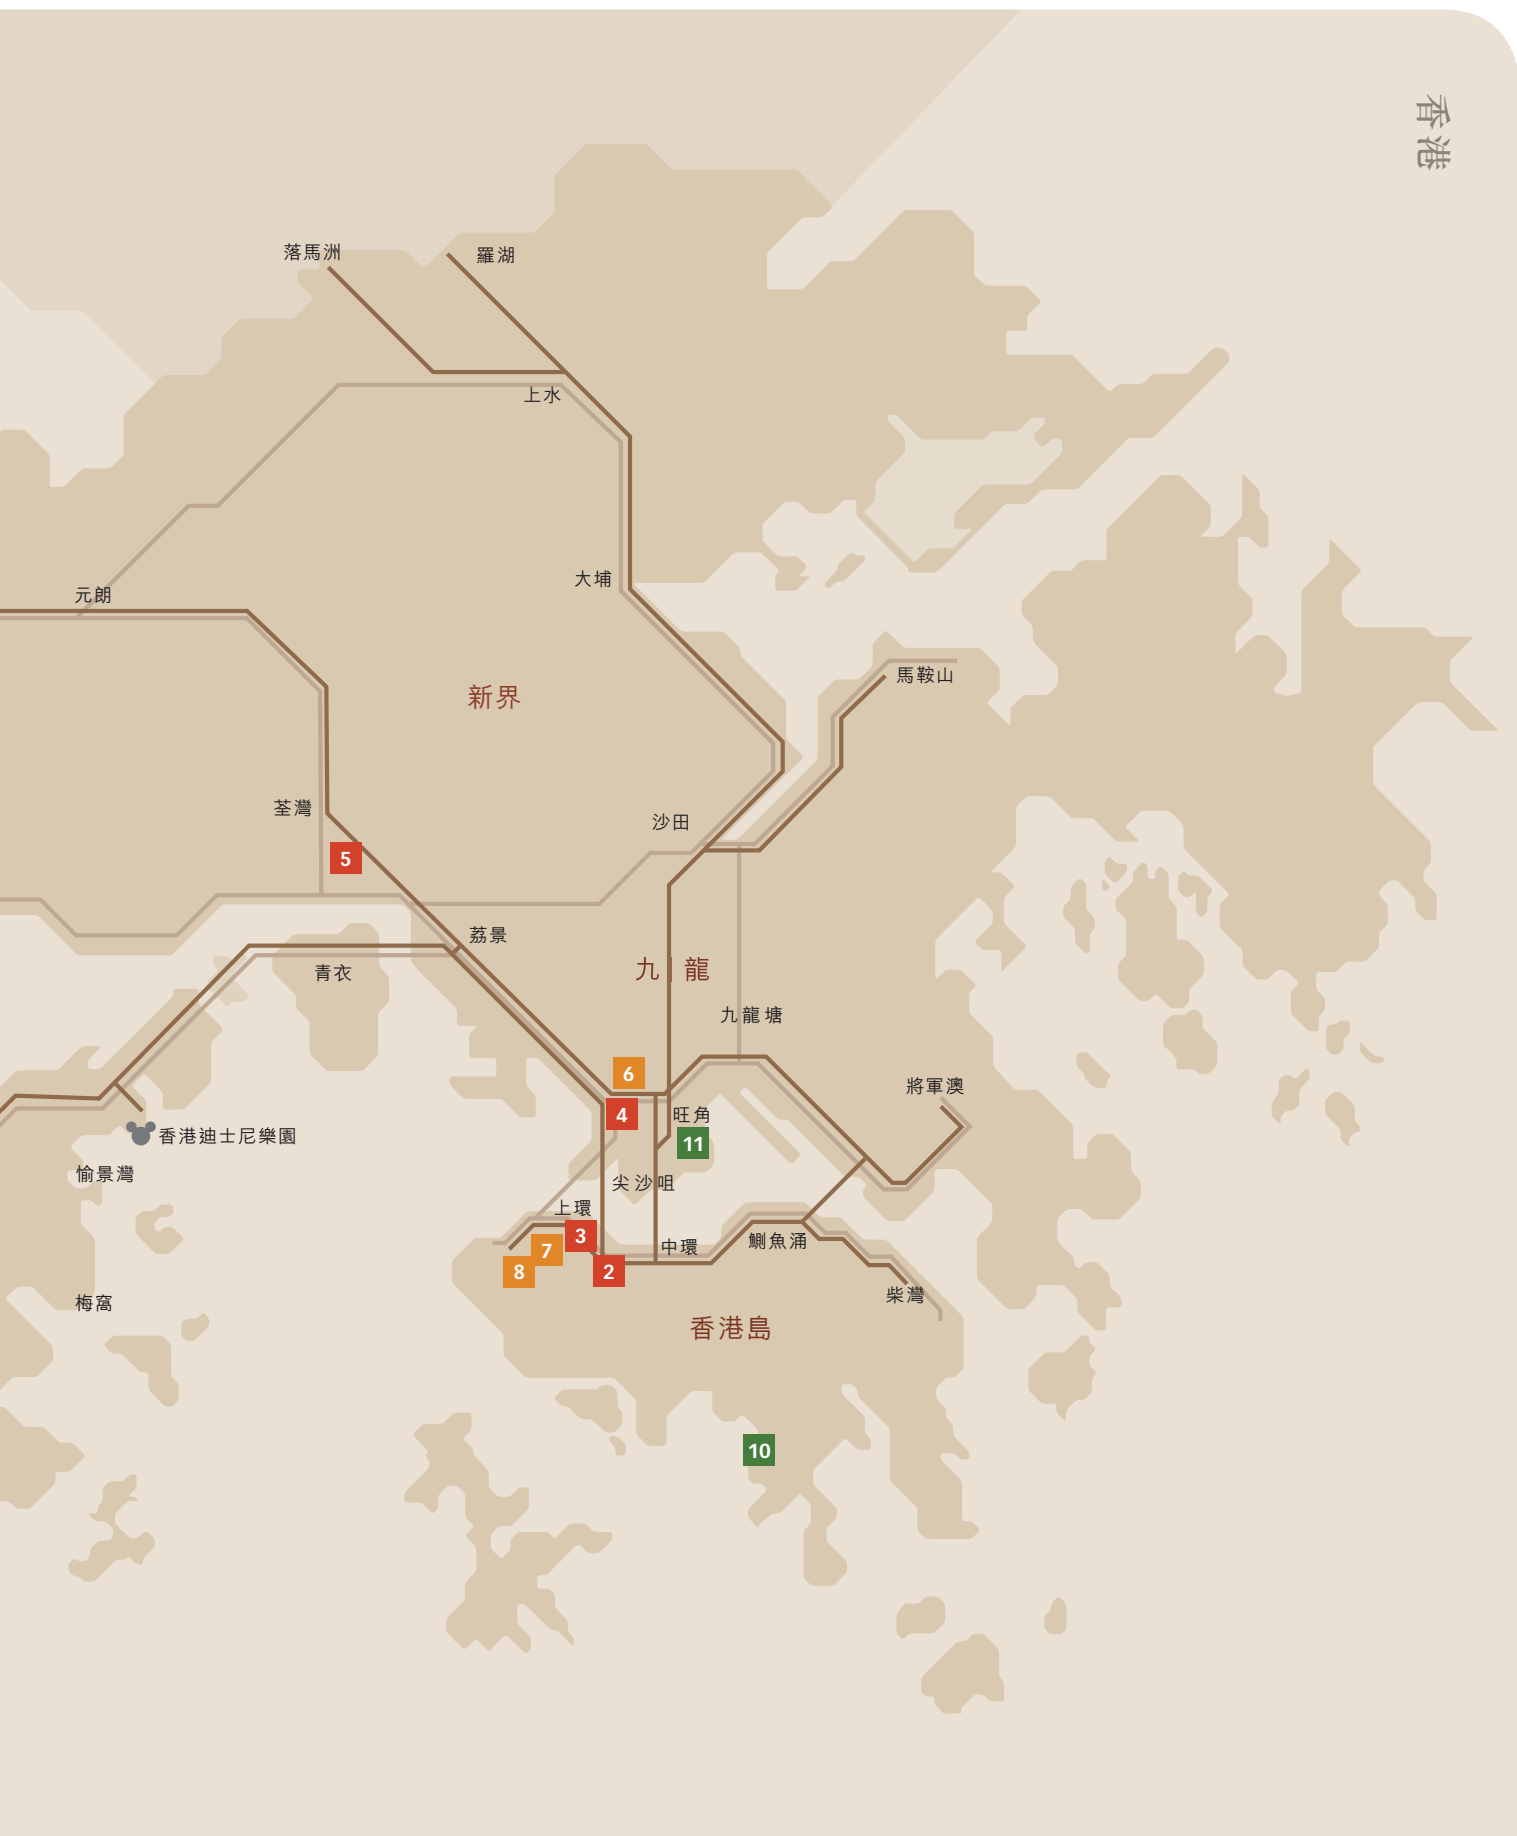 香港
落馬洲
羅湖
上水
大埔
元朗
馬鞍山
新界
荃灣
沙田
5
荔景
青衣
九龍
九龍塘
6
將軍澳
4
旺角
香港迪士尼樂園
11
愉景灣
尖沙咀
上環
3
7
中環
鰂魚涌
8
2
柴灣
梅窩
香港島
10